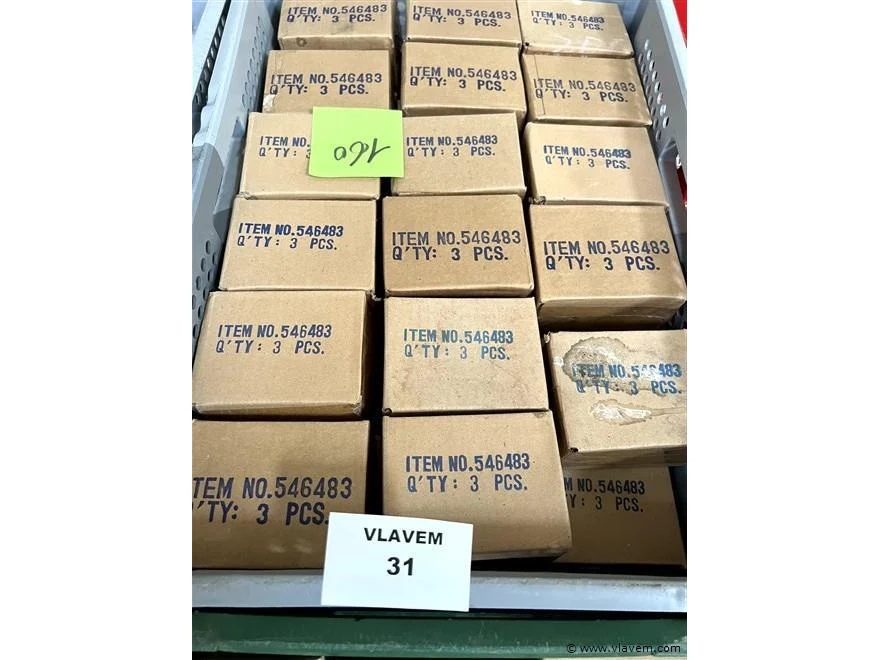 ITEM NO.546483
Q'TY: 3 PCS.
ITEM NO.546483
Q'TY: 3 PCS.
ITEM NO.546483
Q'TY: 3 PCS.
ITEM NO.546483
Q'TY: 3 PCS.
ITEM NO.546483
Q'TY: 3 PCS.
ITEM NO.546483
Q'TY: 3 PCS.
ITEM NO.
Q'TY: 3
160
ITEM NO.546483
Q'TY: 3 PCS.
ITEM NO.546483
Q'TY: 3 PCS.
ITEM NO.546483
Q'TY: 3 PCS.
ITEM NO.546483
Q'TY: 3 PCS.
ITEM NO.546483
Q'TY: 3 PCS.
ITEM NO.546483
Q'TY: 3 PCS.
ITEM NO.546483
Q'TY: 3 PCS.
ITEM NO.546483
Q'TY: 3 PCS.
TEM NO.546483
'TY: 3 PCS.
ITEM NO.546483
Q'TY: 3 PCS.
M NO.546483
Y: 3 PCS.
VLAVEM
31
© www.vlavem.com